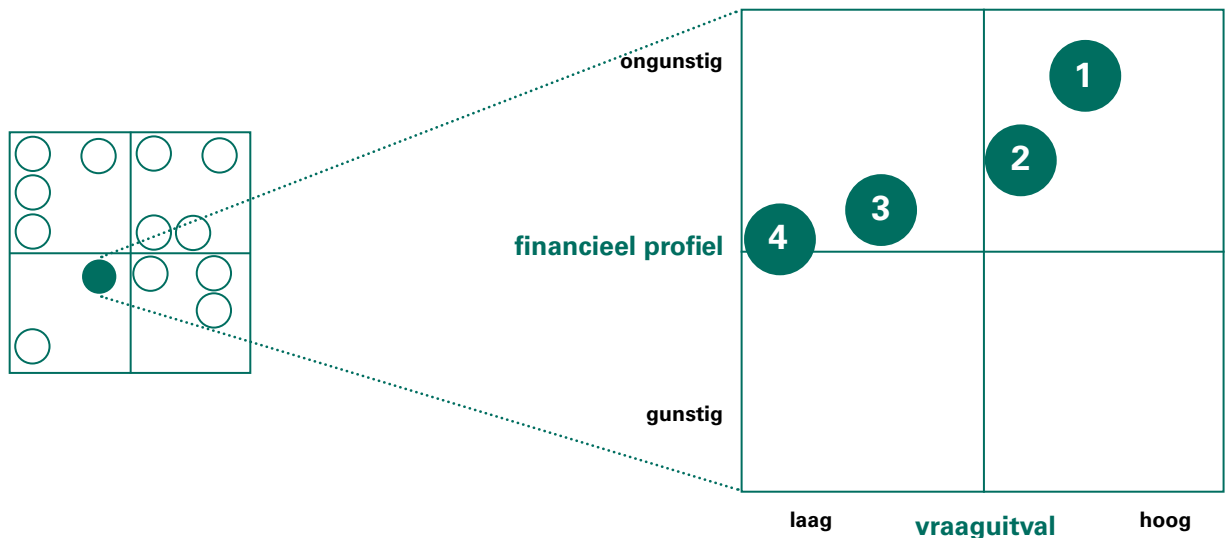 ongunstig
1
2
3
4
financieel profiel
gunstig
laag
vraaguitval
hoog